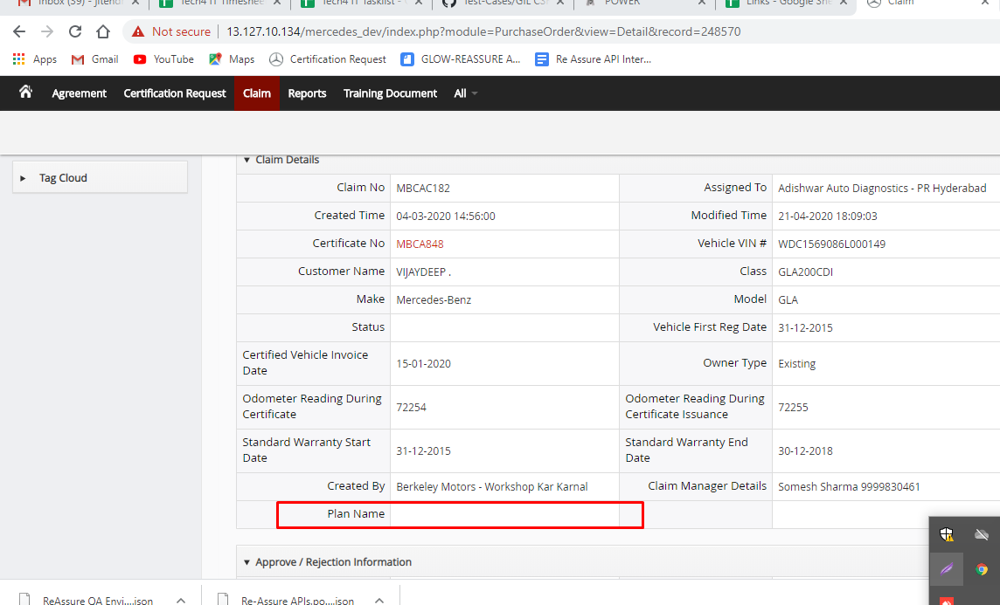 Inbox (59) - jitend
Tech4 IT Timeshee
Tech4 IT Tasklist -
Test-Cases/GIL CS
POWER
Links - Google She
Claim
Not secure | 13.127.10.134/mercedes_dev/index.php?module=PurchaseOrder&view=Detail&record=248570
Apps Gmail YouTube Maps Certification Request GLOW-REASSURE A... Re Assure API Inter...
Agreement Certification Request Claim Reports Training Document All
Tag Cloud
Claim Details
Claim No MBCAC182 Assigned To Adishwar Auto Diagnostics - PR Hyderabad
Created Time 04-03-2020 14:56:00 Modified Time 21-04-2020 18:09:03
Certificate No MBCA848 Vehicle VIN # WDC1569086L000149
Customer Name VIJAYDEEP . Class GLA200CDI
Make Mercedes-Benz Model GLA
Status Vehicle First Reg Date 31-12-2015
Certified Vehicle Invoice
Date
15-01-2020 Owner Type Existing
Odometer Reading During
Certificate
72254
Odometer Reading During
Certificate Issuance
72255
Standard Warranty Start
Date
31-12-2015
Standard Warranty End
Date
30-12-2018
Created By Berkeley Motors - Workshop Kar Karnal Claim Manager Details Somesh Sharma 9999830461
Plan Name
Approve / Rejection Information
ReAssure QA Envi....json Re-Assure APIs.po....json